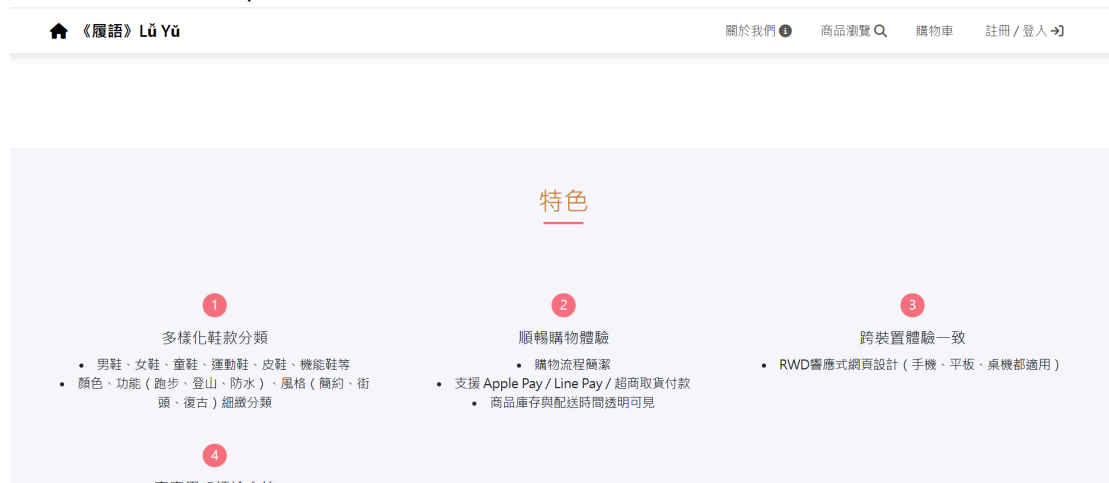 《履語》Lǚ Yǔ
關於我們
商品瀏覽
購物車
註冊 / 登入
特色
1
多樣化鞋款分類
• 男鞋、女鞋、童鞋、運動鞋、皮鞋、機能鞋等
• 顏色、功能（跑步、登山、防水）、風格（簡約、街
頭、復古）細緻分類
2
順暢購物體驗
• 購物流程簡潔
• 支援 Apple Pay / Line Pay / 超商取貨付款
• 商品庫存與配送時間透明可見
3
跨裝置體驗一致
• RWD響應式網頁設計（手機、平板、桌機都適用）
4